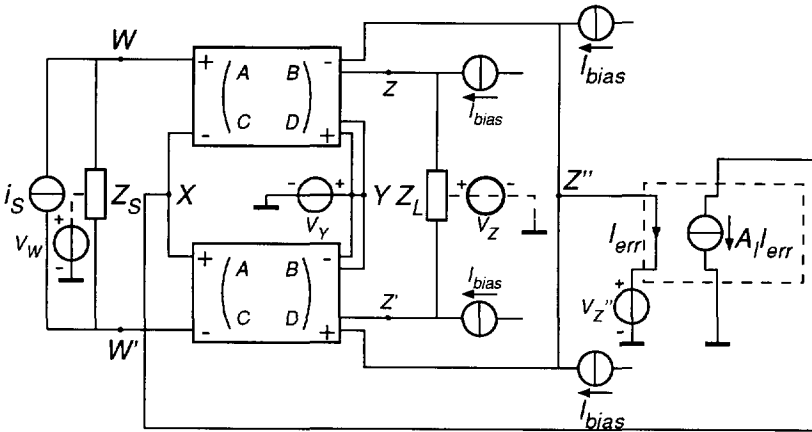 W
+
A B
C D
-
-
+
Z
I_bias
I_bias
i_S
Z_S
V_W
+
-
X
-
+
V_Y
Y
Z_L
+
-
V_Z
Z''
I_err
A_I I_err
+
V_Z''
-
+
A B
C D
-
+
Z'
I_bias
W'
I_bias